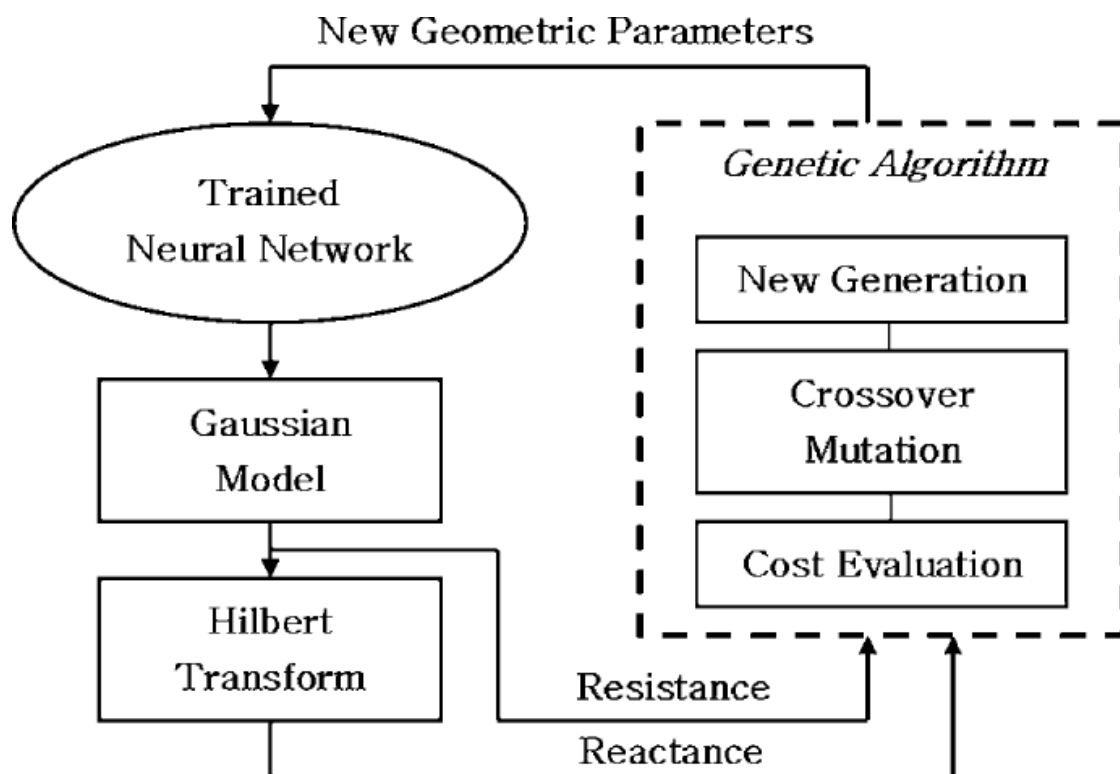 New Geometric Parameters
Trained
Neural Network
Gaussian
Model
Hilbert
Transform
Genetic Algorithm
New Generation
Crossover
Mutation
Cost Evaluation
Resistance
Reactance